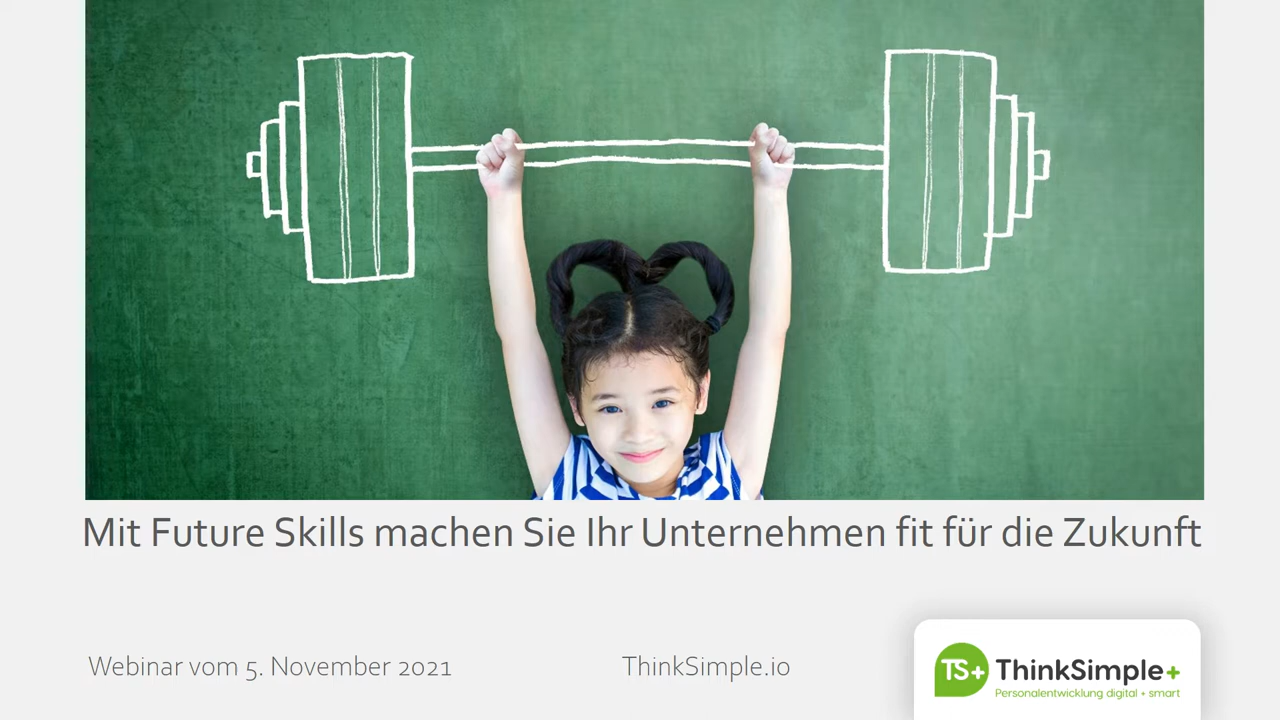 Mit Future Skills machen Sie Ihr Unternehmen fit für die Zukunft
Webinar vom 5. November 2021
ThinkSimple.io
TS+ ThinkSimple+
Personalentwicklung digital + smart